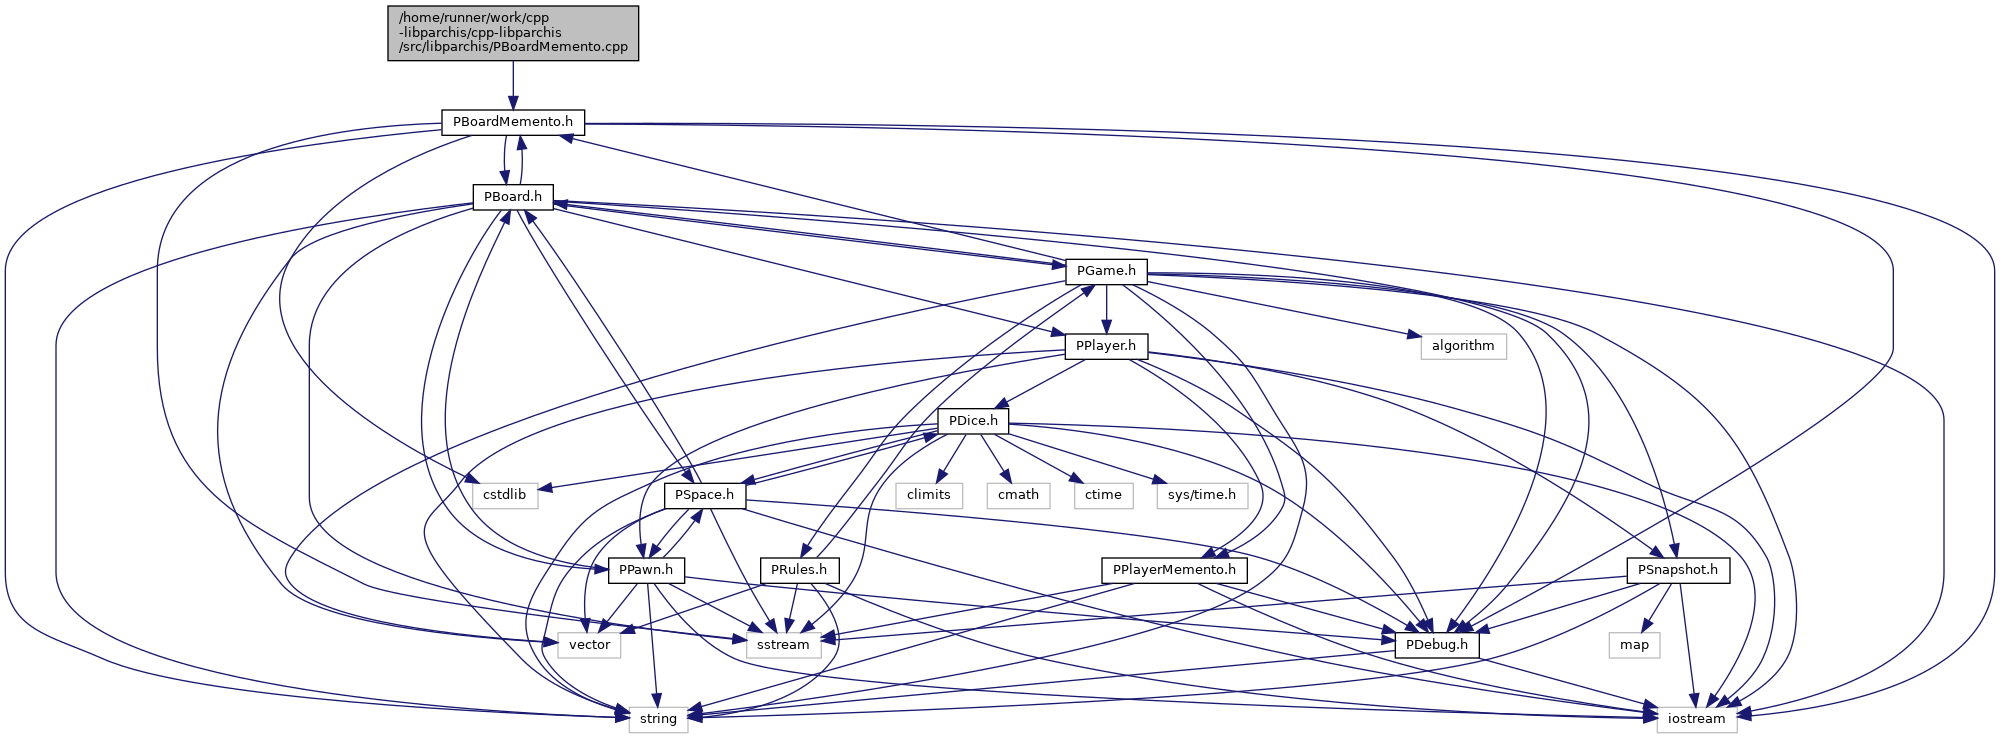 /home/runner/work/cpp
-libparchis/cpp-libparchis
/src/libparchis/PBoardMemento.cpp
PBoardMemento.h
PBoard.h
PGame.h
PPlayer.h
algorithm
PDice.h
cstdlib
PSpace.h
climits
cmath
ctime
sys/time.h
PPawn.h
PRules.h
PPlayerMemento.h
PSnapshot.h
vector
sstream
PDebug.h
map
string
iostream